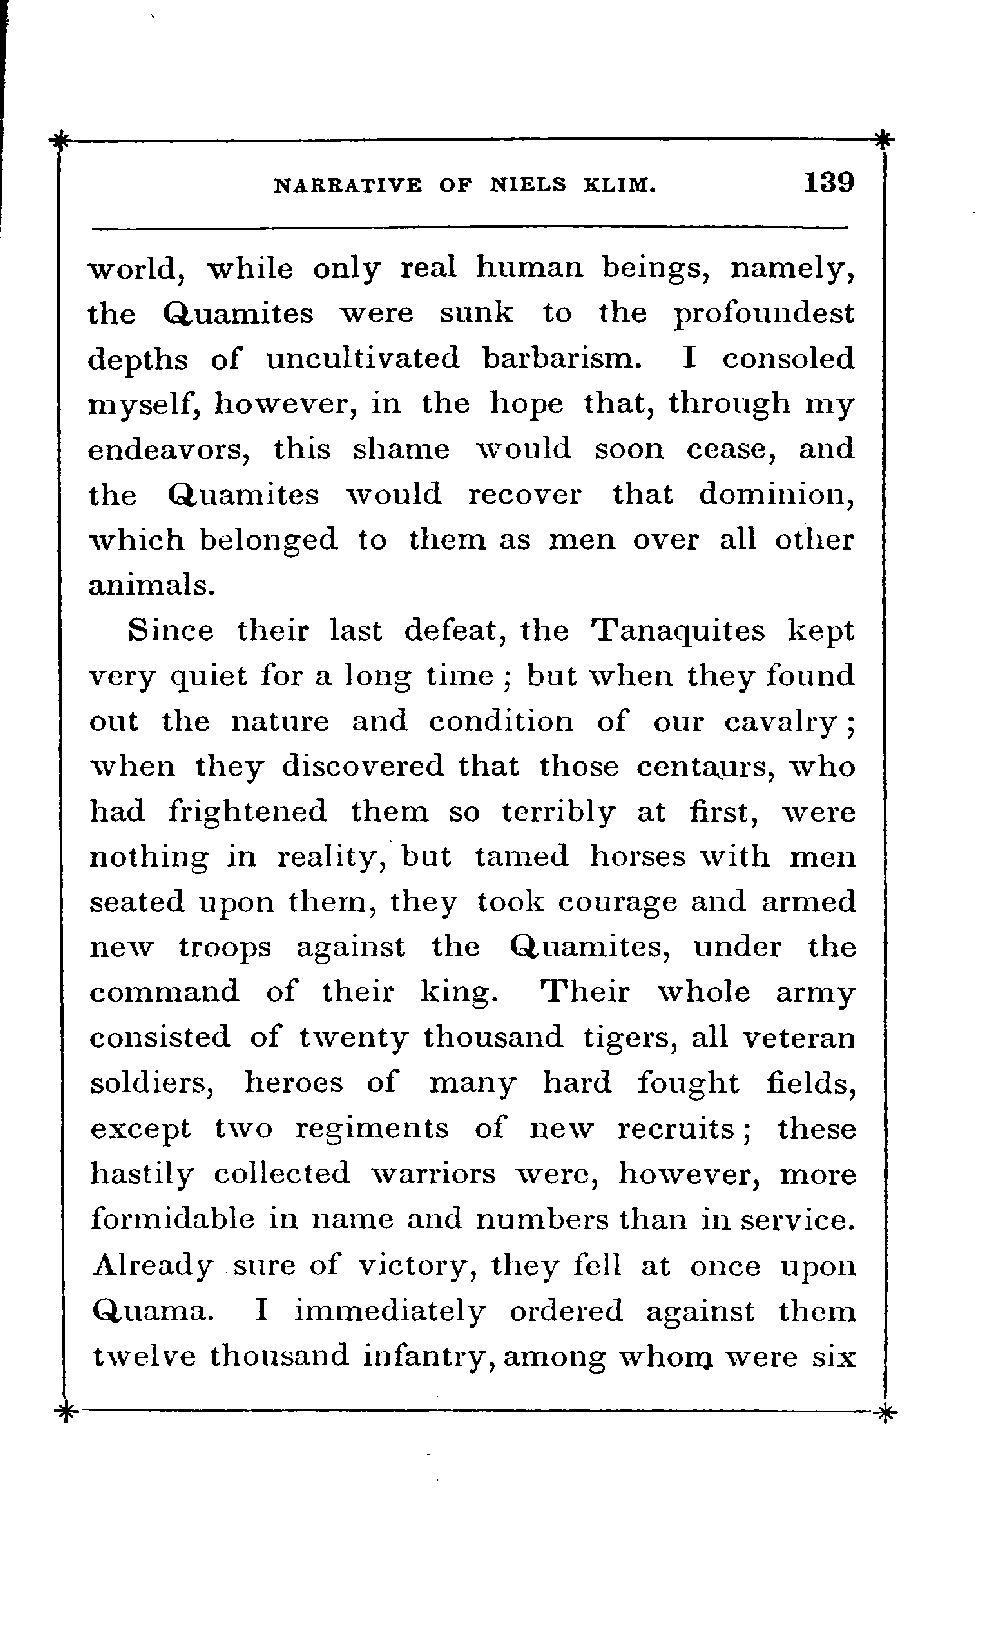 NARRATIVE OF NIELS KLIM. 139
world, while only real human beings, namely,
the Quamites were sunk to the profoundest
depths of uncultivated barbarism. I consoled
myself, however, in the hope that, through my
endeavors, this shame would soon cease, and
the Quamites would recover that dominion,
which belonged to them as men over all other
animals.
Since their last defeat, the Tanaquites kept
very quiet for a long time ; but when they found
out the nature and condition of our cavalry ;
when they discovered that those centaurs, who
had frightened them so terribly at first, were
nothing in reality, but tamed horses with men
seated upon them, they took courage and armed
new troops against the Quamites, under the
command of their king. Their whole army
consisted of twenty thousand tigers, all veteran
soldiers, heroes of many hard fought fields,
except two regiments of new recruits ; these
hastily collected warriors were, however, more
formidable in name and numbers than in service.
Already sure of victory, they fell at once upon
Quama. I immediately ordered against them
twelve thousand infantry, among whom were six